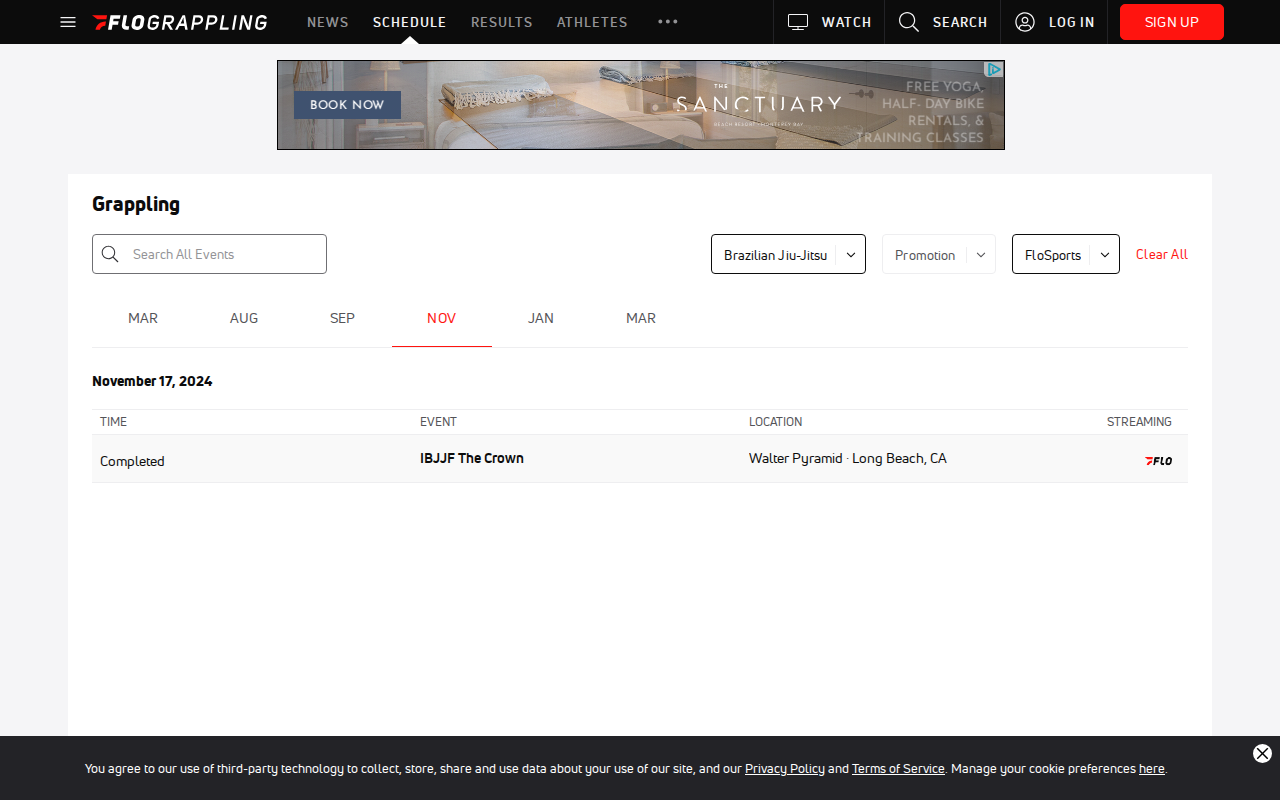 FLOGRAPPLING NEWS SCHEDULE RESULTS ATHLETES WATCH SEARCH LOG IN SIGN UP
BOOK NOW
THE
SANCTUARY
BEACH RESORT · MONTEREY BAY
FREE YOGA,
HALF- DAY BIKE
RENTALS, &
TRAINING CLASSES
Grappling
Search All Events Brazilian Jiu-Jitsu Promotion FloSports Clear All
MAR AUG SEP NOV JAN MAR
November 17, 2024
TIME EVENT LOCATION STREAMING
Completed IBJJF The Crown Walter Pyramid · Long Beach, CA FLO
You agree to our use of third-party technology to collect, store, share and use data about your use of our site, and our Privacy Policy and Terms of Service. Manage your cookie preferences here.